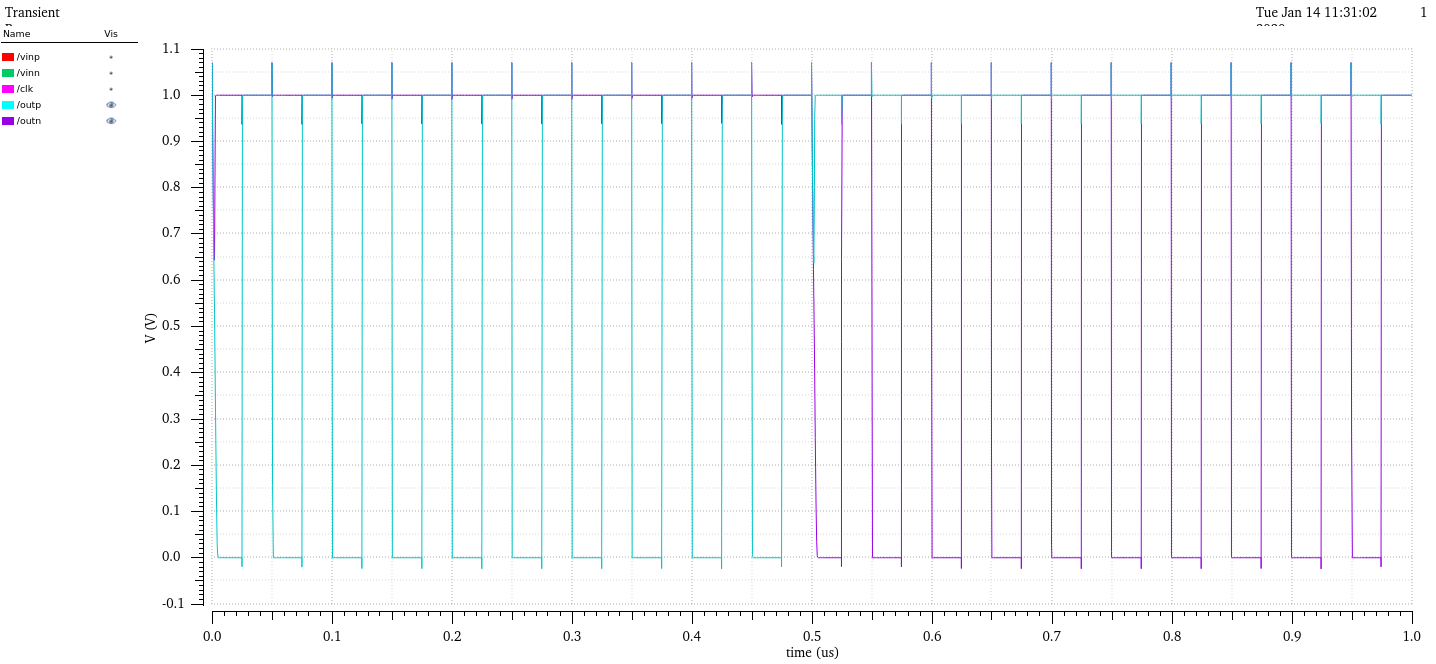 Transient
Tue Jan 14 11:31:02 1
Name Vis
/vinp
/vinn
/clk
/outp
/outn
1.1
1.0
0.9
0.8
0.7
0.6
0.5
0.4
0.3
0.2
0.1
0.0
-0.1
V (V)
0.0 0.1 0.2 0.3 0.4 0.5 0.6 0.7 0.8 0.9 1.0
time (us)